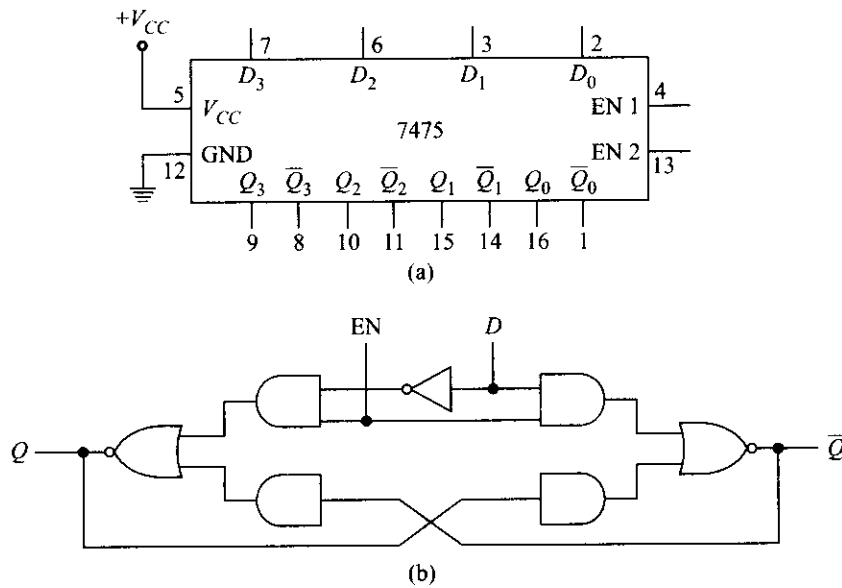 +V_CC
7 6 3 2
D_3 D_2 D_1 D_0
5 4
V_CC EN 1
7475
GND EN 2
12 13
Q_3 Q̅_3 Q_2 Q̅_2 Q_1 Q̅_1 Q_0 Q̅_0
9 8 10 11 15 14 16 1
(a)
EN D
Q Q̅
(b)